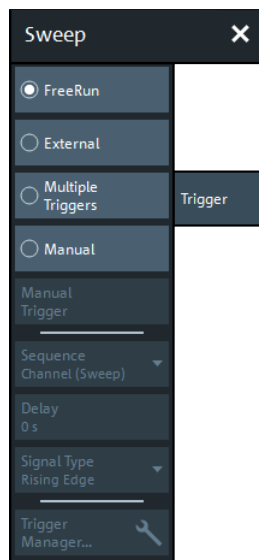 Sweep
FreeRun
External
Multiple
Triggers
Trigger
Manual
Manual
Trigger
Sequence
Channel (Sweep)
Delay
0 s
Signal Type
Rising Edge
Trigger
Manager...